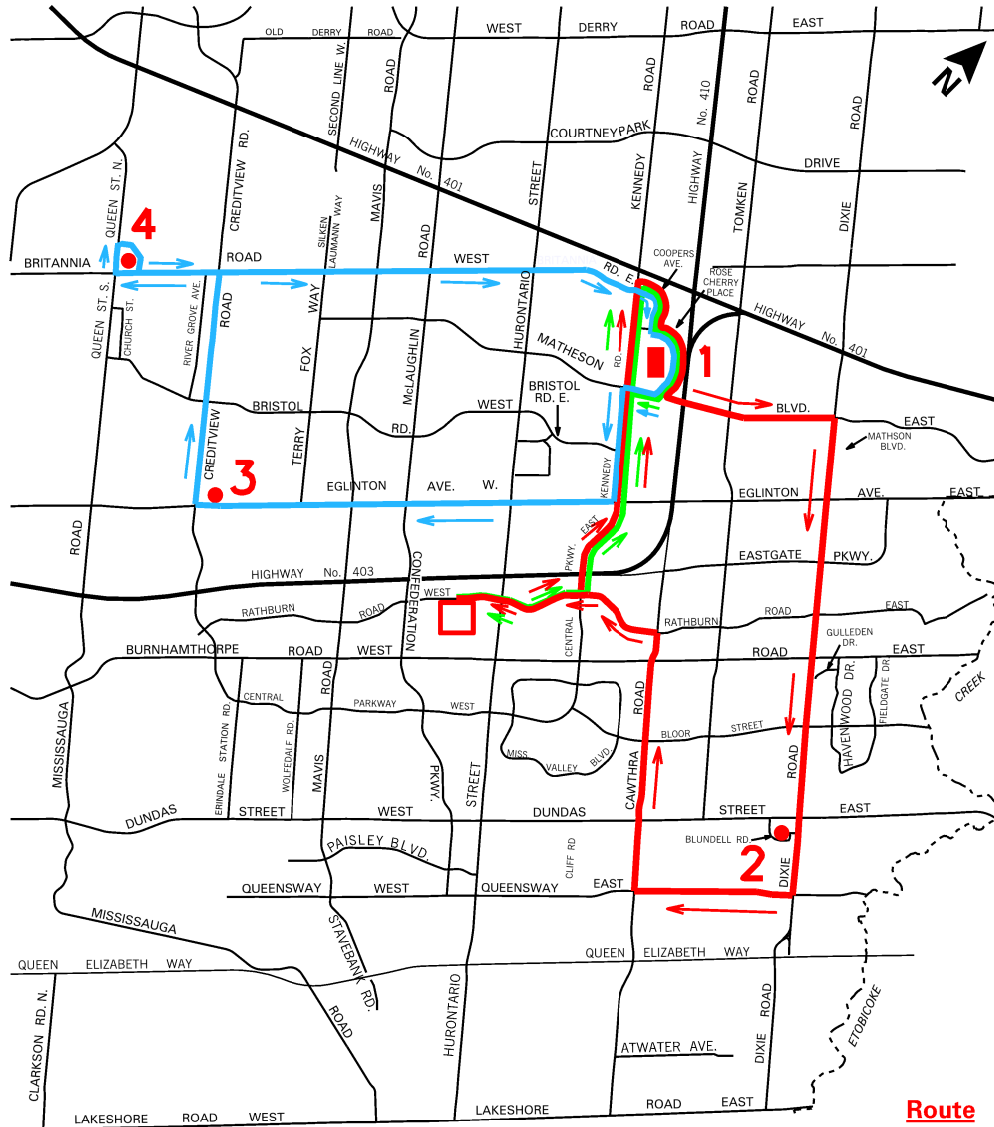 WEST DERRY ROAD EAST
OLD DERRY ROAD
SECOND LINE W.
ROAD
ROAD
No. 410
ROAD
ROAD
COURTNEYPARK
DRIVE
HIGHWAY No. 401
QUEEN ST. N.
CREDITVIEW RD.
SILKEN
LAUMANN WAY
MAVIS
ROAD
STREET
KENNEDY
HIGHWAY
TOMKEN
DIXIE
4
BRITANNIA ROAD WEST BRITANNIA RD. E.
COOPERS
AVE.
ROSE
CHERRY
PLACE
HIGHWAY No. 401
QUEEN ST. S.
CHURCH ST.
RIVER GROVE AVE.
ROAD
FOX WAY
McLAUGHLIN
HURONTARIO
MATHESON
RD.
1
BLVD. EAST
MATHSON
BLVD.
BRISTOL
RD. E.
BRISTOL RD. WEST
CREDITVIEW
3
TERRY
KENNEDY
EGLINTON AVE. W.
EGLINTON AVE. EAST
ROAD
EAST
PKWY.
EASTGATE PKWY.
HIGHWAY No. 403
CONFEDERATION
RATHBURN ROAD WEST
CENTRAL
RATHBURN ROAD EAST
GULLEDEN
DR.
BURNHAMTHORPE ROAD WEST
ROAD EAST
CREEK
ROAD
ROAD
HAVENWOOD DR.
FIELDGATE DR.
CENTRAL PARKWAY WEST
MISSISSAUGA
ERINDALE STATION RD.
WOLFEDALF RD.
MAVIS
MISS. VALLEY BLVD.
BLOOR STREET
ROAD
PKWY.
STREET
CAWTHRA
DUNDAS STREET WEST DUNDAS STREET EAST
BLUNDELL RD.
2
DIXIE
PAISLEY BLVD.
CLIFF RD
QUEENSWAY WEST QUEENSWAY EAST
MISSISSAUGA
STAVEBANK RD.
QUEEN ELIZABETH WAY
QUEEN ELIZABETH WAY
CLARKSON RD. N.
ROAD
HURONTARIO
ROAD
DIXIE
ETOBICOKE
ATWATER AVE.
LAKESHORE ROAD WEST LAKESHORE ROAD EAST
Route
N